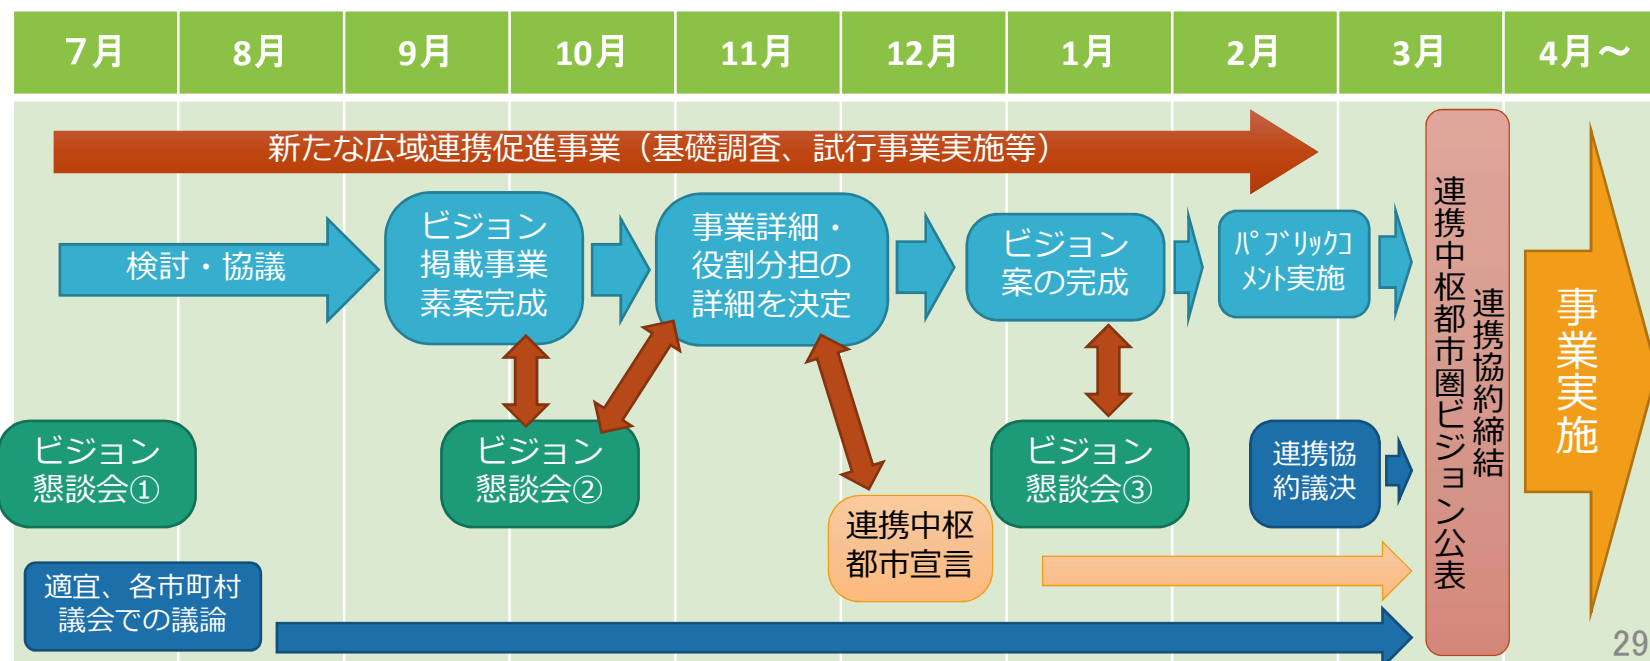 ７月
8月
9月
10月
11月
12月
1月
2月
3月
4月～
新たな広域連携促進事業（基礎調査、試行事業実施等）
検討・協議
ビジョン
掲載事業
素案完成
事業詳細・
役割分担の
詳細を決定
ビジョン
案の完成
ﾊﾟﾌﾞﾘｯｸｺ
ﾒﾝﾄ実施
連携協約締結
連携中枢都市圏ビジョン公表
事業実施
ビジョン
懇談会①
ビジョン
懇談会②
ビジョン
懇談会③
連携協
約議決
連携中枢
都市宣言
適宜、各市町村
議会での議論
29